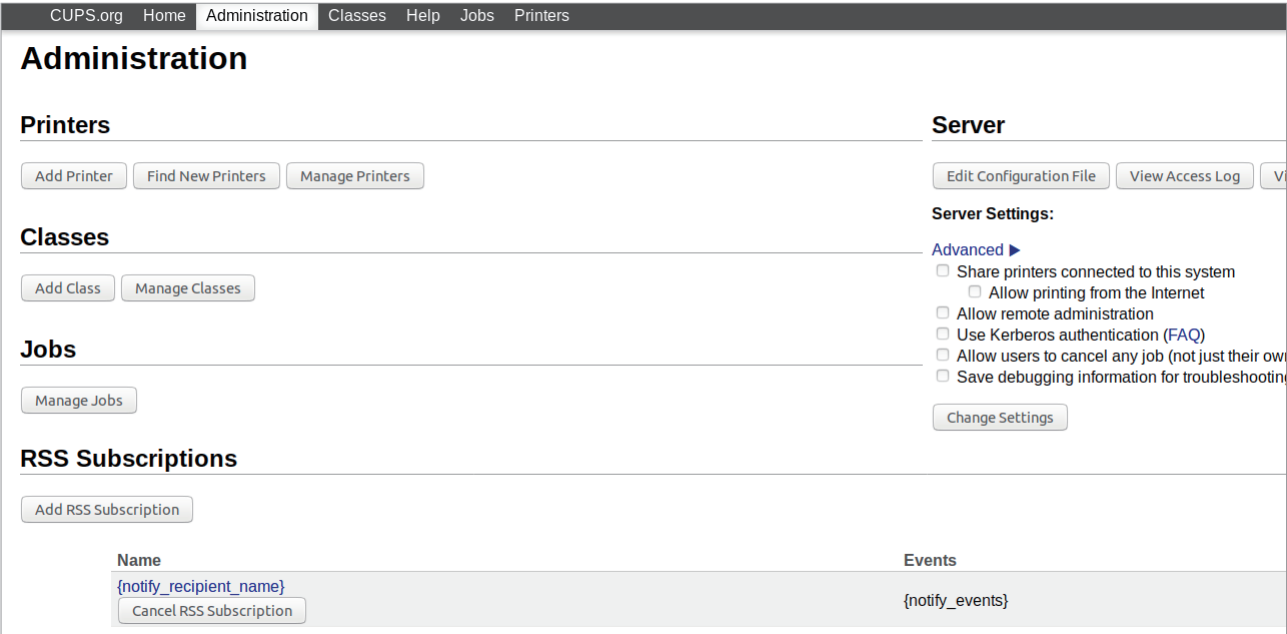 CUPS.org Home Administration Classes Help Jobs Printers
Administration
Printers
Add Printer Find New Printers Manage Printers
Classes
Add Class Manage Classes
Jobs
Manage Jobs
Server
Edit Configuration File View Access Log
Server Settings:
Advanced ▶
Share printers connected to this system
Allow printing from the Internet
Allow remote administration
Use Kerberos authentication (FAQ)
Allow users to cancel any job (not just their
Save debugging information for
Change Settings
RSS Subscriptions
Add RSS Subscription
Name Events
{notify_recipient_name}
Cancel RSS Subscription
{notify_events}